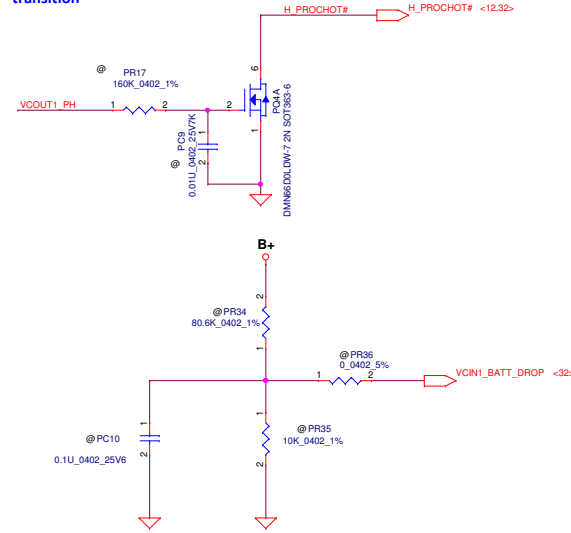 transition
H_PROCHOT#
H_PROCHOT# <12,32>
@
PR17
160K_0402_1%
VCOUT1_PH
1
2
2
6
1
PQ4A
DMN66D0LDW-7 2N SOT363-6
PC9
0.01U_0402_25V7K
1
2
@
B+
2
@ PR34
80.6K_0402_1%
1
@ PR36
0_0402_5%
1
2
VCIN1_BATT_DROP <32>
1
@ PC10
2
0.1U_0402_25V6
1
@ PR35
10K_0402_1%
2